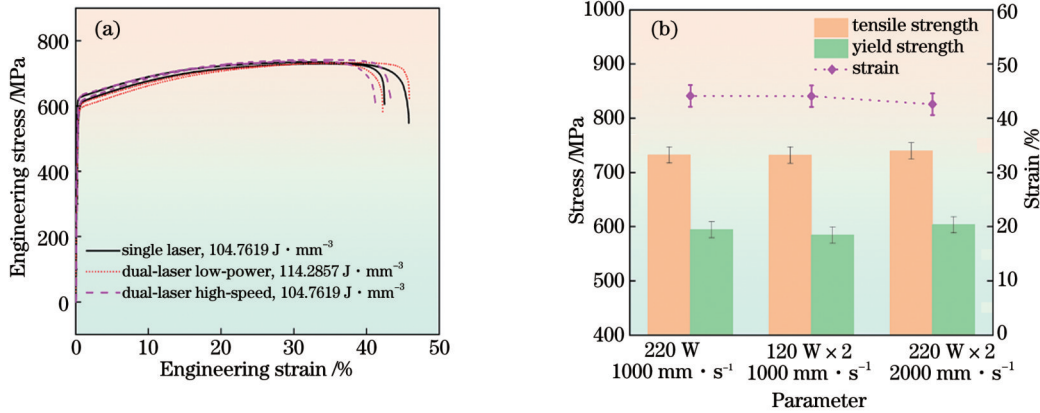 (a)
Engineering stress /MPa
800
600
400
200
0
single laser, 104.7619 J · mm⁻³
dual-laser low-power, 114.2857 J · mm⁻³
dual-laser high-speed, 104.7619 J · mm⁻³
0 10 20 30 40 50
Engineering strain /%
(b)
Stress /MPa
1000
900
800
700
600
500
400
tensile strength
yield strength
strain
60
50
40
30
20
10
0
Strain /%
220 W 120 W × 2 220 W × 2
1000 mm · s⁻¹ 1000 mm · s⁻¹ 2000 mm · s⁻¹
Parameter